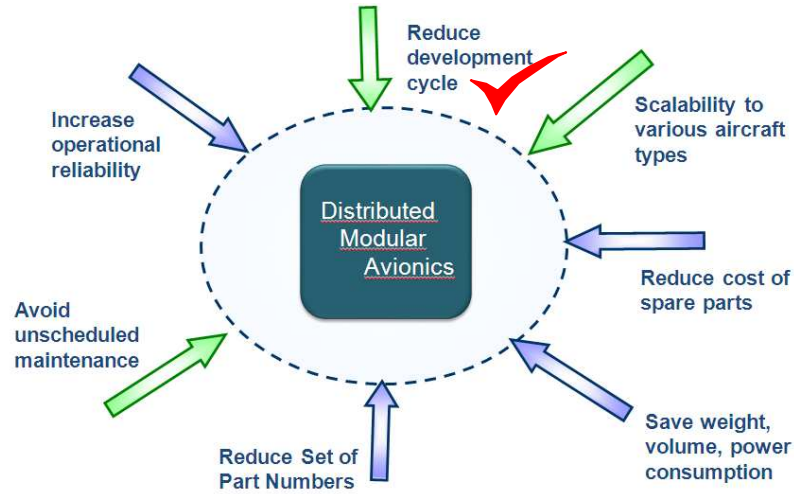 Reduce
development
cycle
Increase
operational
reliability
Scalability to
various aircraft
types
Distributed
Modular
Avionics
Reduce cost of
spare parts
Avoid
unscheduled
maintenance
Save weight,
volume, power
consumption
Reduce Set of
Part Numbers